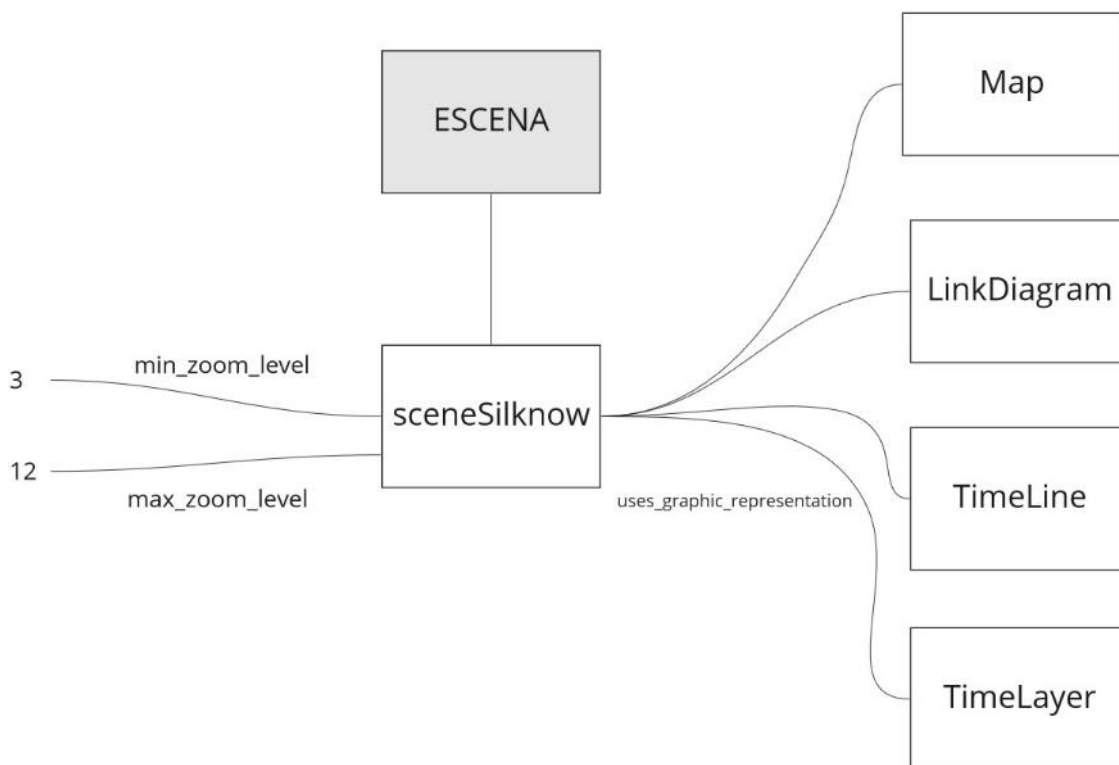 Map
ESCENA
LinkDiagram
min_zoom_level
3
sceneSilknow
12
max_zoom_level
uses_graphic_representation
TimeLine
TimeLayer